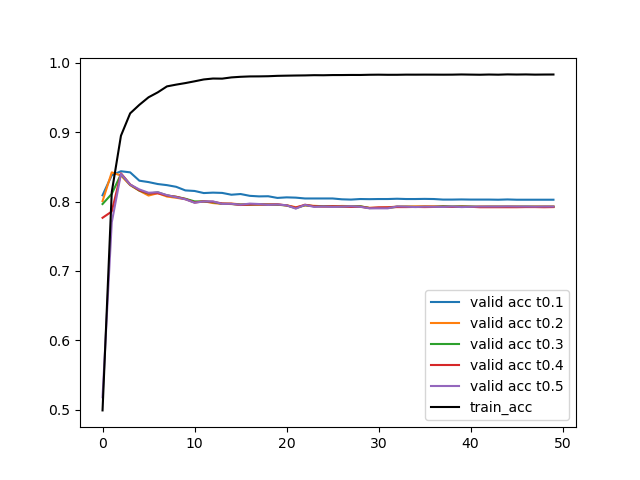 1.0
0.9
0.8
0.7
0.6
0.5
0 10 20 30 40 50
valid acc t0.1
valid acc t0.2
valid acc t0.3
valid acc t0.4
valid acc t0.5
train_acc